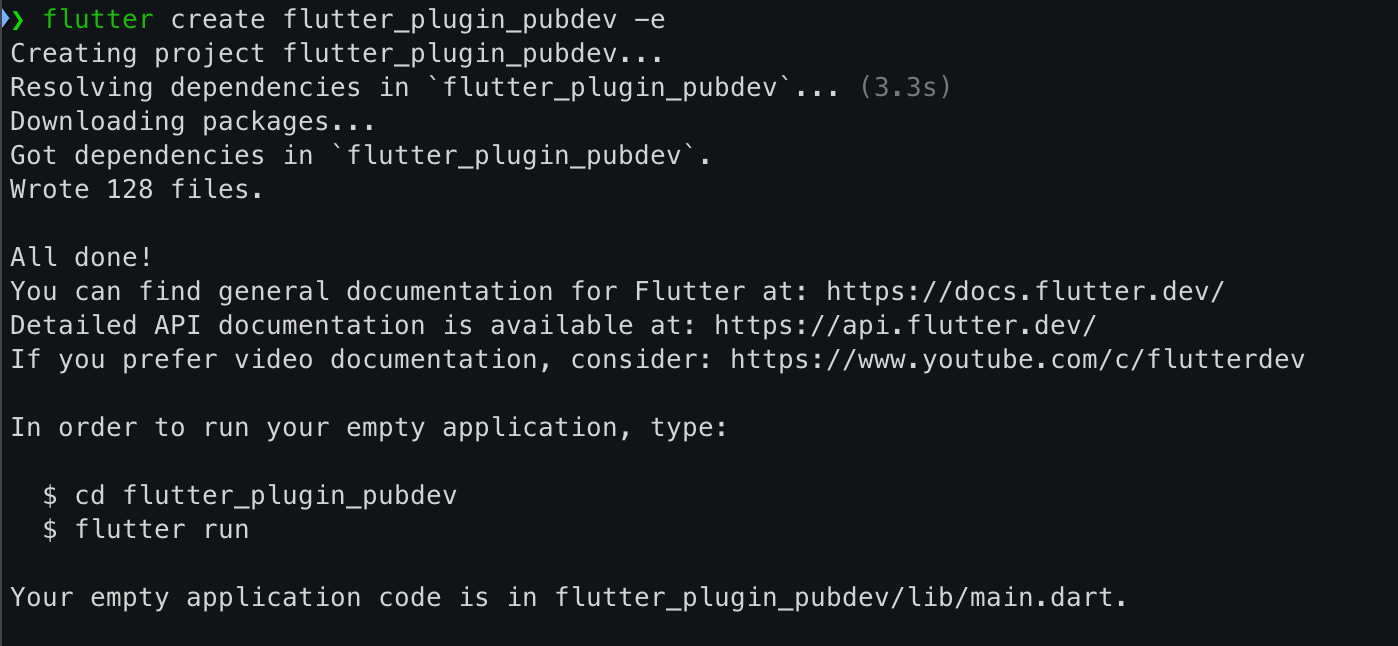 ❯ flutter create flutter_plugin_pubdev -e
Creating project flutter_plugin_pubdev...
Resolving dependencies in `flutter_plugin_pubdev`... (3.3s)
Downloading packages...
Got dependencies in `flutter_plugin_pubdev`.
Wrote 128 files.
All done!
You can find general documentation for Flutter at: https://docs.flutter.dev/
Detailed API documentation is available at: https://api.flutter.dev/
If you prefer video documentation, consider: https://www.youtube.com/c/flutterdev
In order to run your empty application, type:
$ cd flutter_plugin_pubdev
$ flutter run
Your empty application code is in flutter_plugin_pubdev/lib/main.dart.